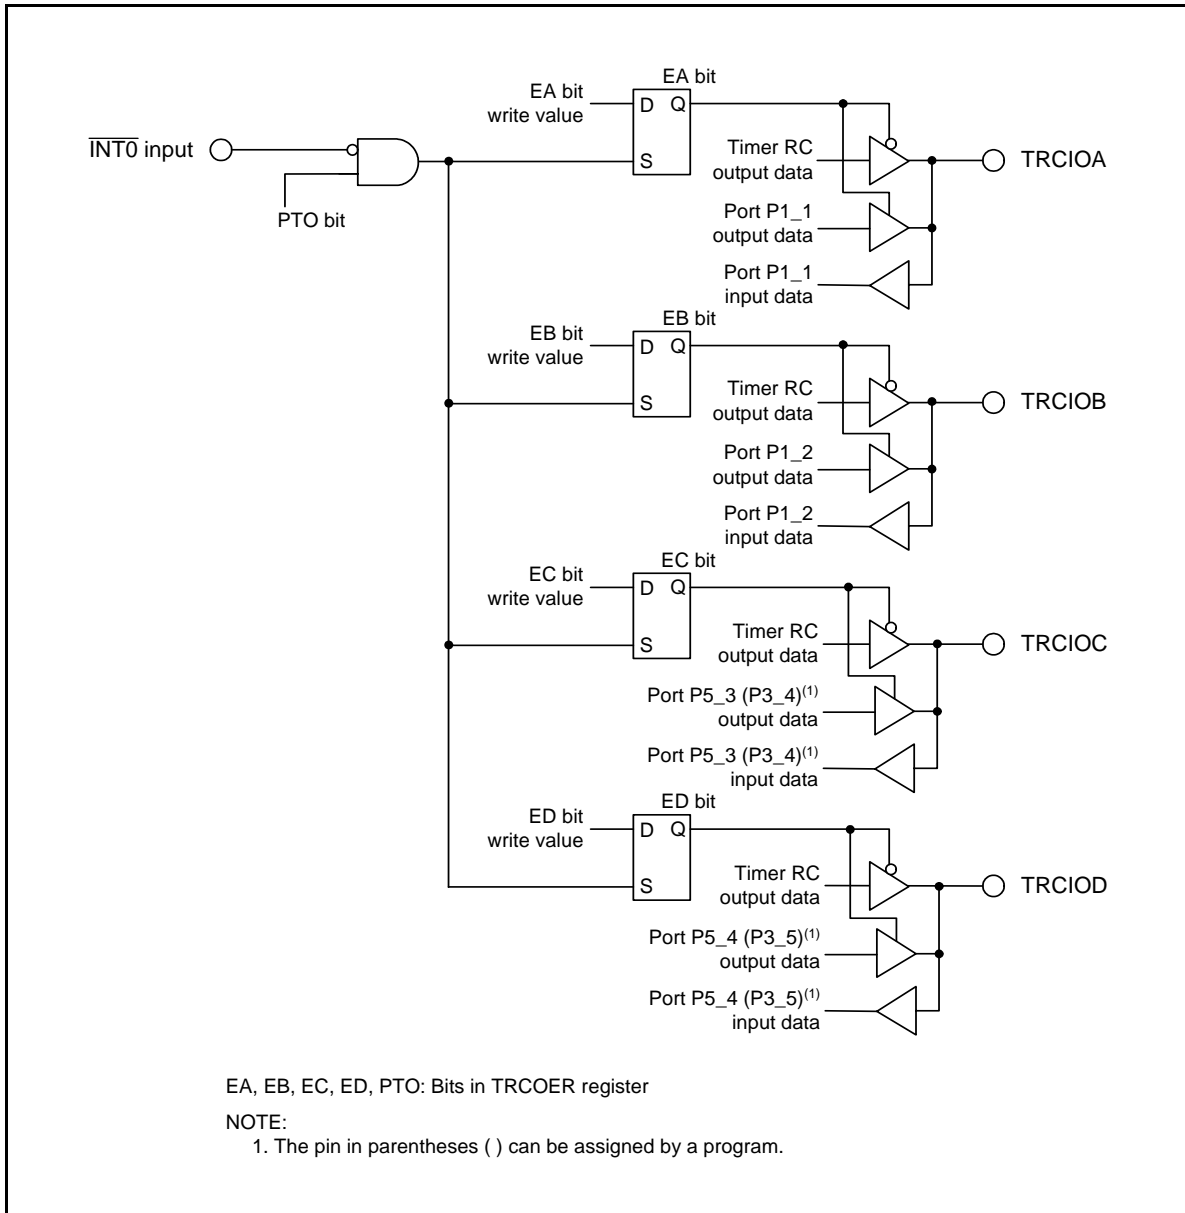 EA bit
EA bit
write value
D Q
S
INT0 input
PTO bit
Timer RC
output data
TRCIOA
Port P1_1
output data
Port P1_1
input data
EB bit
EB bit
write value
D Q
S
Timer RC
output data
TRCIOB
Port P1_2
output data
Port P1_2
input data
EC bit
EC bit
write value
D Q
S
Timer RC
output data
TRCIOC
Port P5_3 (P3_4)(1)
output data
Port P5_3 (P3_4)(1)
input data
ED bit
ED bit
write value
D Q
S
Timer RC
output data
TRCIOD
Port P5_4 (P3_5)(1)
output data
Port P5_4 (P3_5)(1)
input data
EA, EB, EC, ED, PTO: Bits in TRCOER register
NOTE:
1. The pin in parentheses ( ) can be assigned by a program.